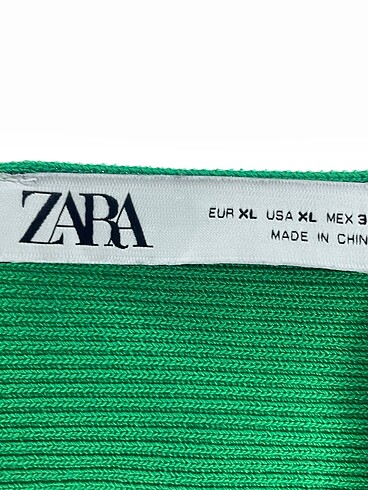 ZARA
EUR XL USA XL MEX 3
MADE IN CHIN